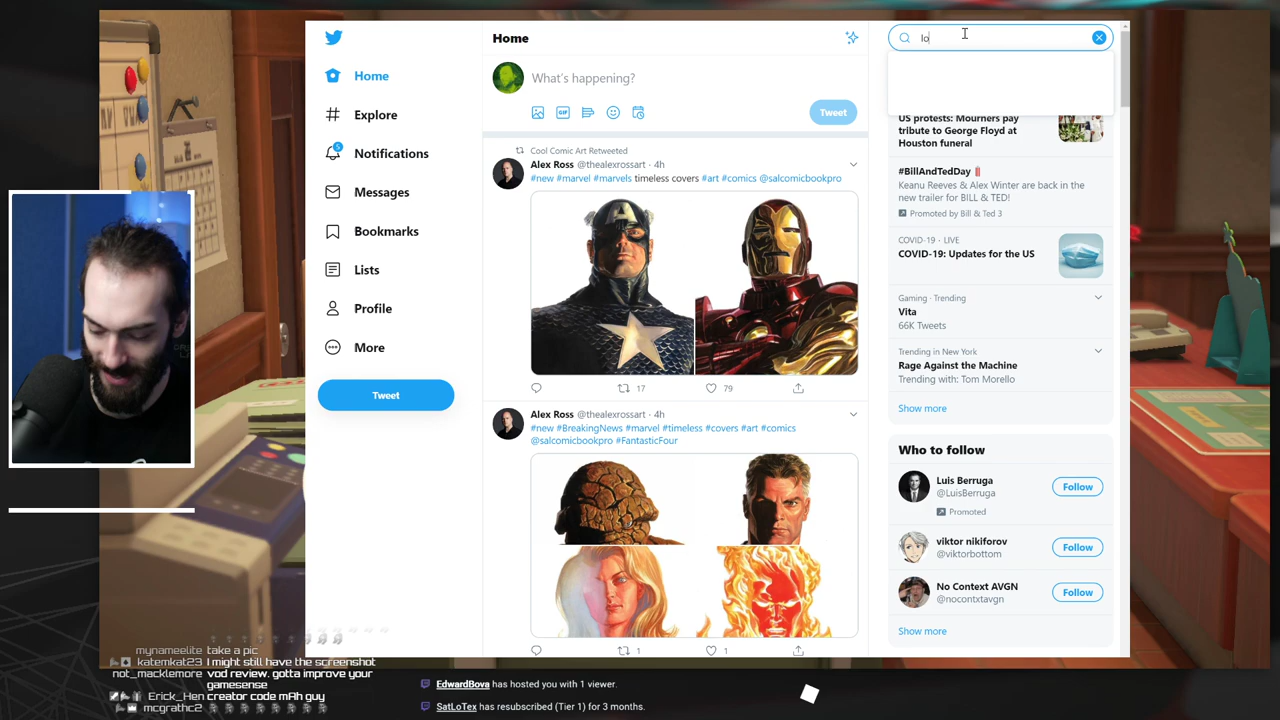 Home
Explore
5
Notifications
Messages
Bookmarks
Lists
Profile
More
Tweet
Home
What's happening?
GIF
Tweet
Cool Comic Art Retweeted
Alex Ross @thealexrossart · 4h
#new #marvel #marvels timeless covers #art #comics @salcomicbookpro
17
79
Alex Ross @thealexrossart · 4h
#new #BreakingNews #marvel #timeless #covers #art #comics
@salcomicbookpro #FantasticFour
1
1
lo
US protests: Mourners pay
tribute to George Floyd at
Houston funeral
#BillAndTedDay
Keanu Reeves & Alex Winter are back in the
new trailer for BILL & TED!
Promoted by Bill & Ted 3
COVID-19 · LIVE
COVID-19: Updates for the US
Gaming · Trending
Vita
66K Tweets
Trending in New York
Rage Against the Machine
Trending with: Tom Morello
Show more
Who to follow
Luis Berruga
@LuisBerruga
Follow
Promoted
viktor nikiforov
@viktorbottom
Follow
No Context AVGN
@nocontxtavgn
Follow
Show more
mynameelite take a pic
katemkat23 I might still have the screenshot
not_macklemore vod review. gotta improve your
gamesense
Erick_Hen creator code mAh guy
mcgrathc2
EdwardBova has hosted you with 1 viewer.
SatLoTex has resubscribed (Tier 1) for 3 months.